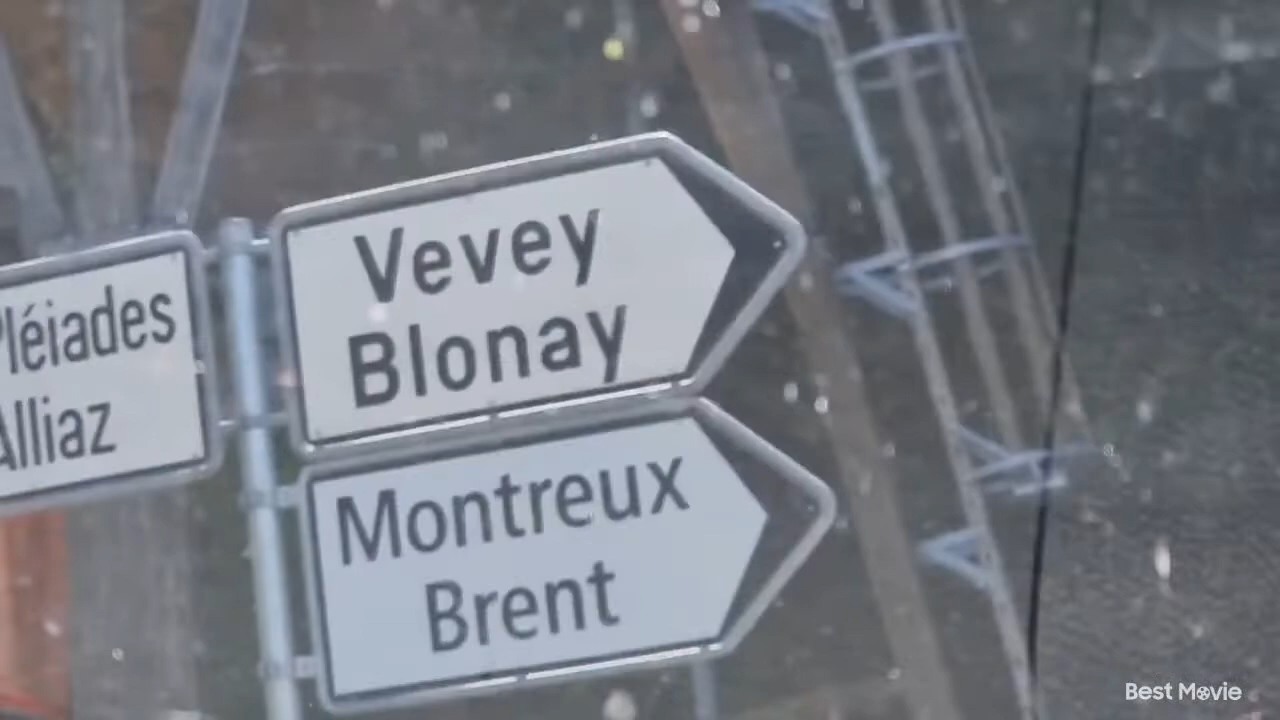 Pléiades
Alliaz
Vevey
Blonay
Montreux
Brent
Best Movie